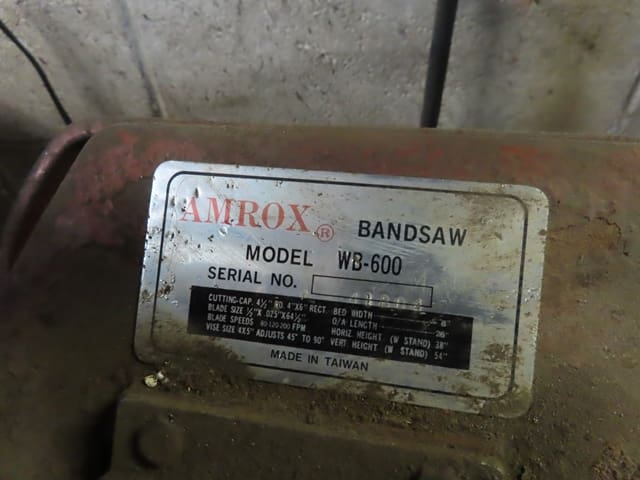 AMROX ® BANDSAW
MODEL WB-600
SERIAL NO.
CUTTING-CAP. 4½" RD. 4"X6" RECT. BED WIDTH 6"
BLADE SIZE ½"X .025"X64½" O/A LENGTH 26"
BLADE SPEEDS 80-120-200 FPM HORIZ HEIGHT (W STAND) 38"
VISE SIZE 4X5" ADJUSTS 45° TO 90° VERT HEIGHT (W STAND) 54"
MADE IN TAIWAN